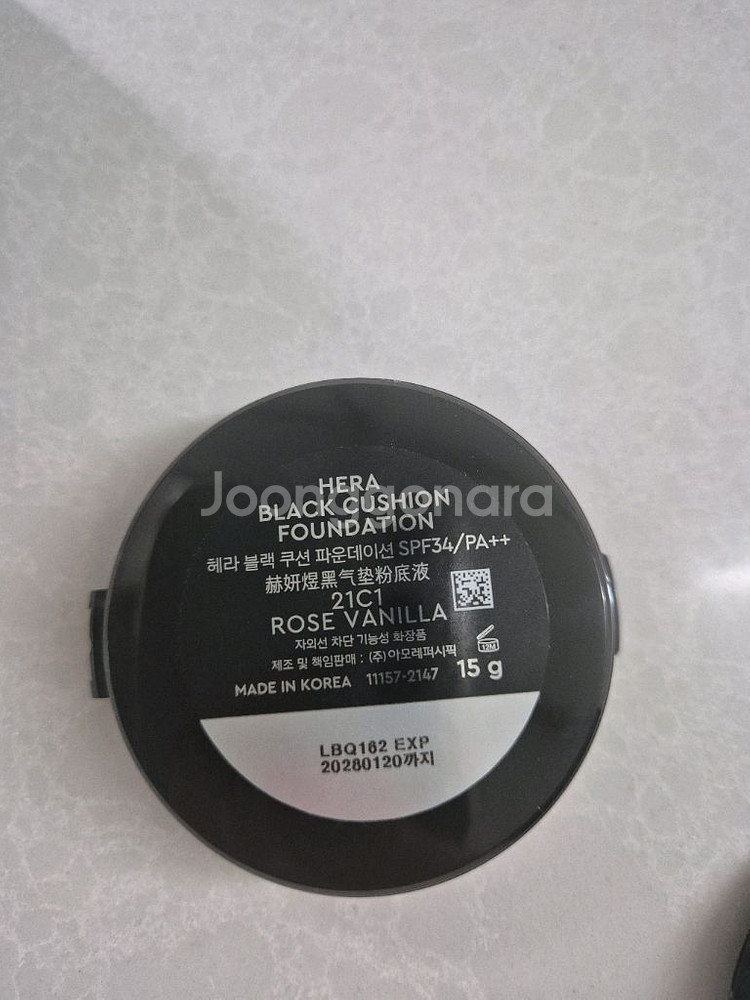 HERA
BLACK CUSHION
FOUNDATION
Joonggonara
헤라 블랙 쿠션 파운데이션 SPF34/PA++
赫妍煜黑气垫粉底液
21C1
ROSE VANILLA
자외선 차단 기능성 화장품
제조 및 책임판매 : (주)아모레퍼시픽
12M
MADE IN KOREA 11157-2147 15 g
LBQ162 EXP
20280120까지